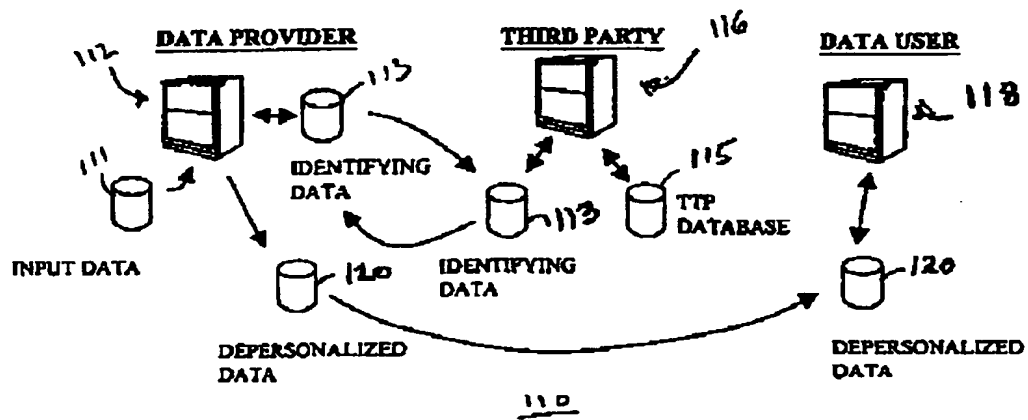 DATA PROVIDER
THIRD PARTY
DATA USER
112
113
116
118
111
115
IDENTIFYING
DATA
TTP
DATABASE
113
INPUT DATA
120
IDENTIFYING
DATA
120
DEPERSONALIZED
DATA
DEPERSONALIZED
DATA
110